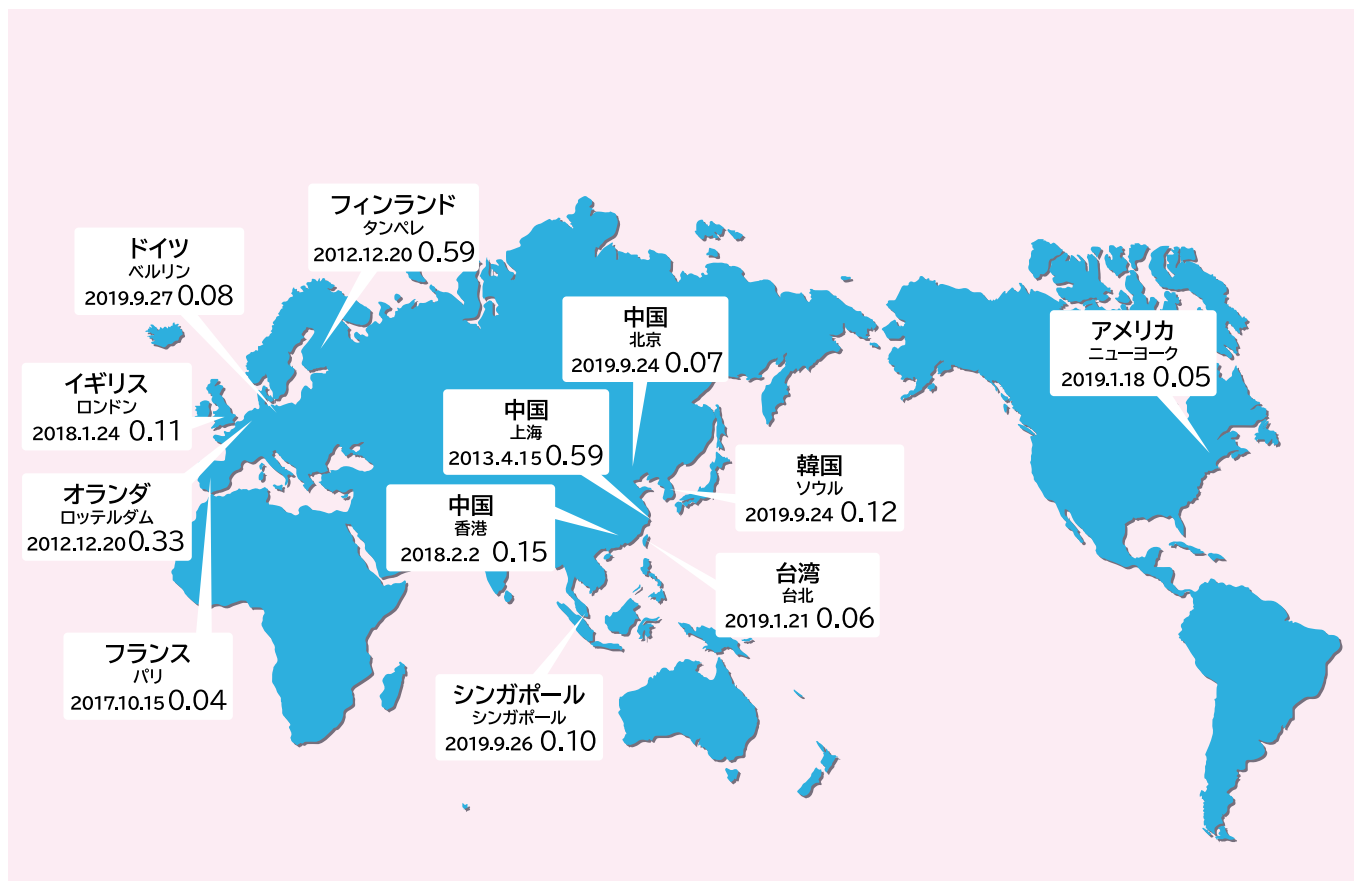 フィンランド
タンペレ
2012.12.20 0.59
ドイツ
ベルリン
2019.9.27 0.08
中国
北京
2019.9.24 0.07
アメリカ
ニューヨーク
2019.1.18 0.05
イギリス
ロンドン
2018.1.24 0.11
中国
上海
2013.4.15 0.59
韓国
ソウル
2019.9.24 0.12
オランダ
ロッテルダム
2012.12.20 0.33
中国
香港
2018.2.2 0.15
台湾
台北
2019.1.21 0.06
フランス
パリ
2017.10.15 0.04
シンガポール
シンガポール
2019.9.26 0.10